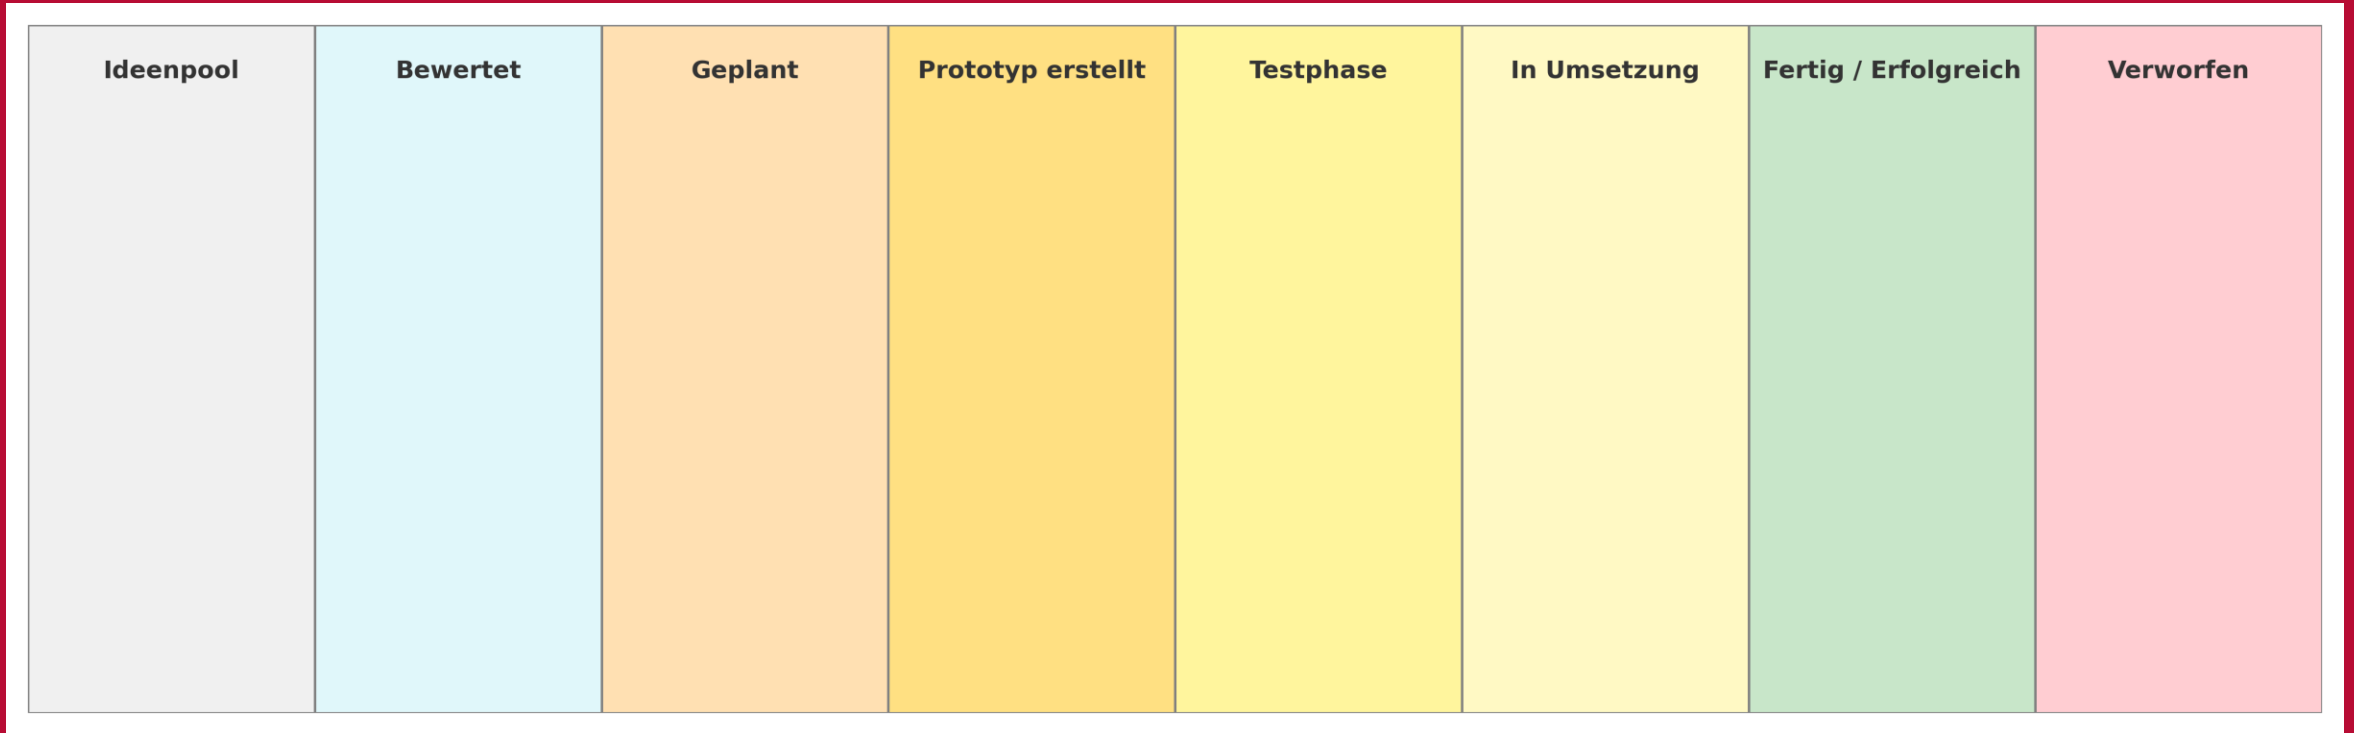 Ideenpool
Bewertet
Geplant
Prototyp erstellt
Testphase
In Umsetzung
Fertig / Erfolgreich
Verworfen